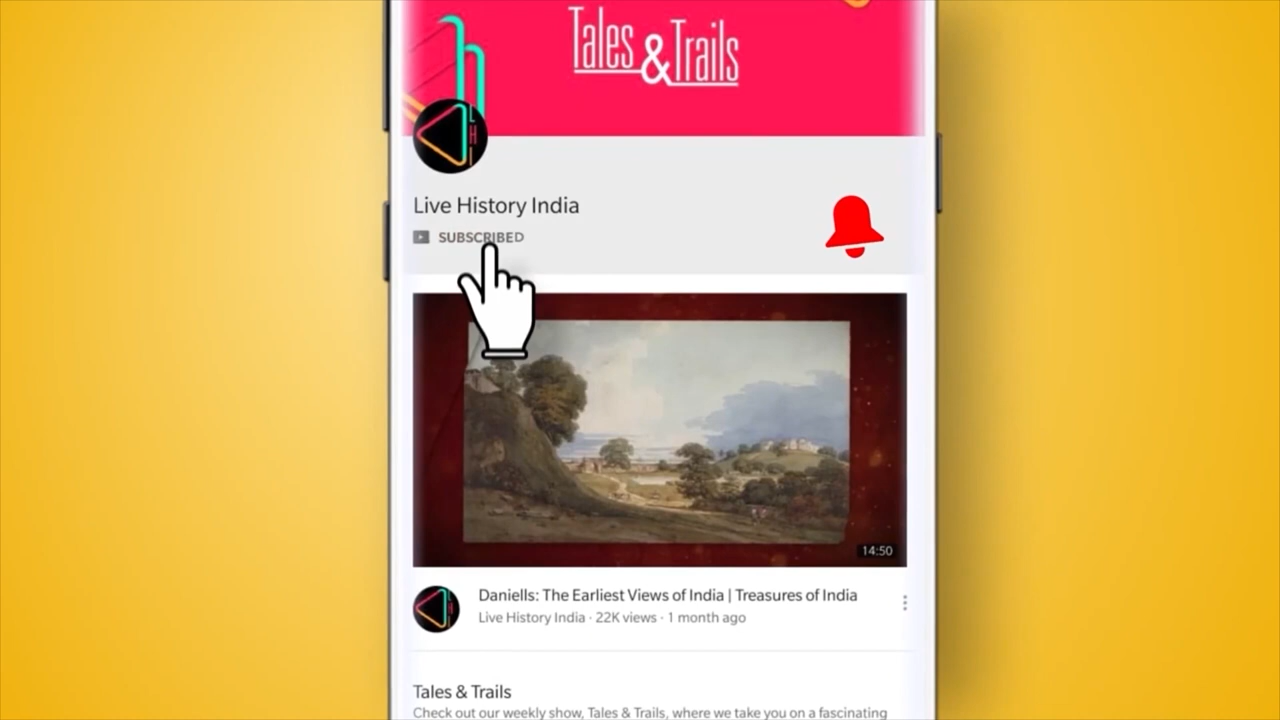 Tales & Trails
Live History India
SUBSCRIBED
14:50
Daniells: The Earliest Views of India | Treasures of India
Live History India · 22K views · 1 month ago
Tales & Trails
Check out our weekly show, Tales & Trails, where we take you on a fascinating